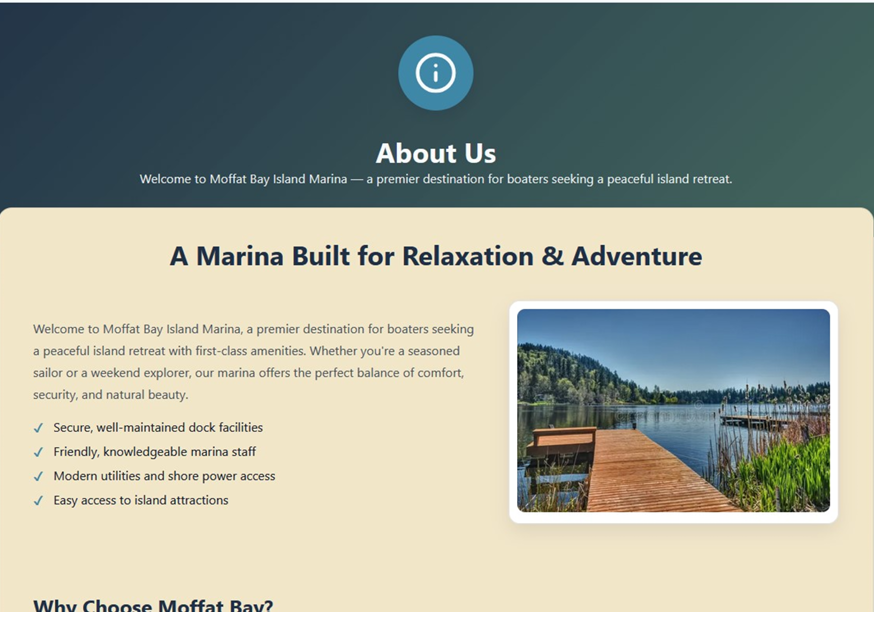 About Us
Welcome to Moffat Bay Island Marina — a premier destination for boaters seeking a peaceful island retreat.
A Marina Built for Relaxation & Adventure
Welcome to Moffat Bay Island Marina, a premier destination for boaters seeking
a peaceful island retreat with first-class amenities. Whether you're a seasoned
sailor or a weekend explorer, our marina offers the perfect balance of comfort,
security, and natural beauty.
✓ Secure, well-maintained dock facilities
✓ Friendly, knowledgeable marina staff
✓ Modern utilities and shore power access
✓ Easy access to island attractions
Why Choose Moffat Bay?